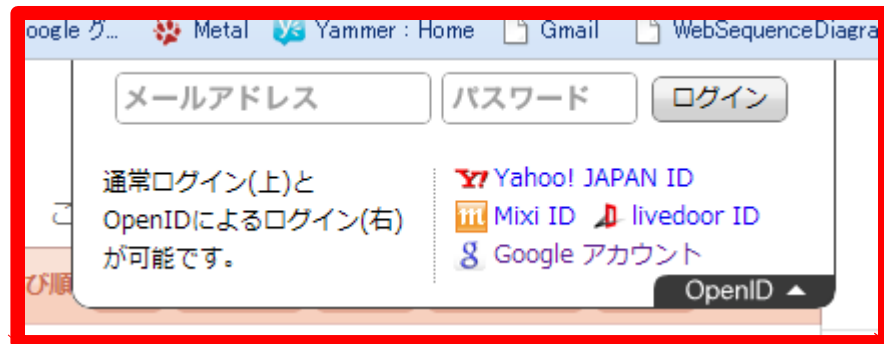 oogle グ... Metal Yammer : Home Gmail WebSequenceDiagra
メールアドレス パスワード ログイン
通常ログイン(上)と
OpenIDによるログイン(右)
が可能です。
Yahoo! JAPAN ID
Mixi ID livedoor ID
Google アカウント
OpenID ▲
こ
び順